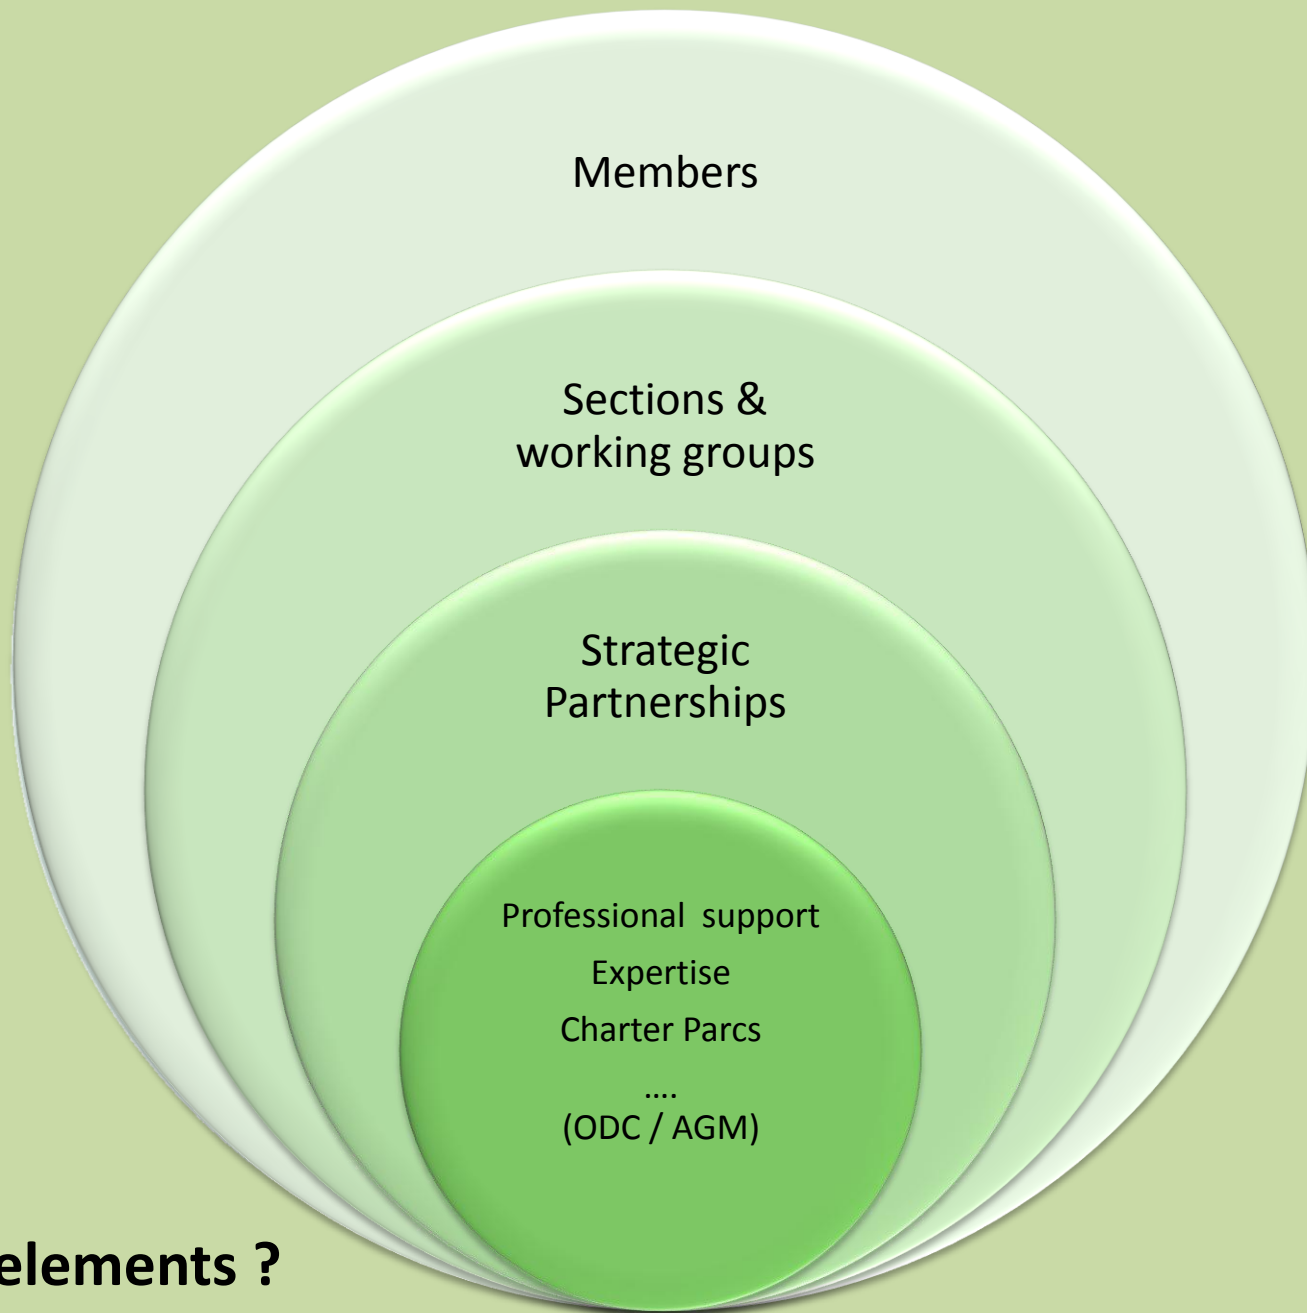 Members
Sections &
working groups
Strategic
Partnerships
Professional  support
Expertise
Charter Parcs
....
(ODC / AGM)
elements ?